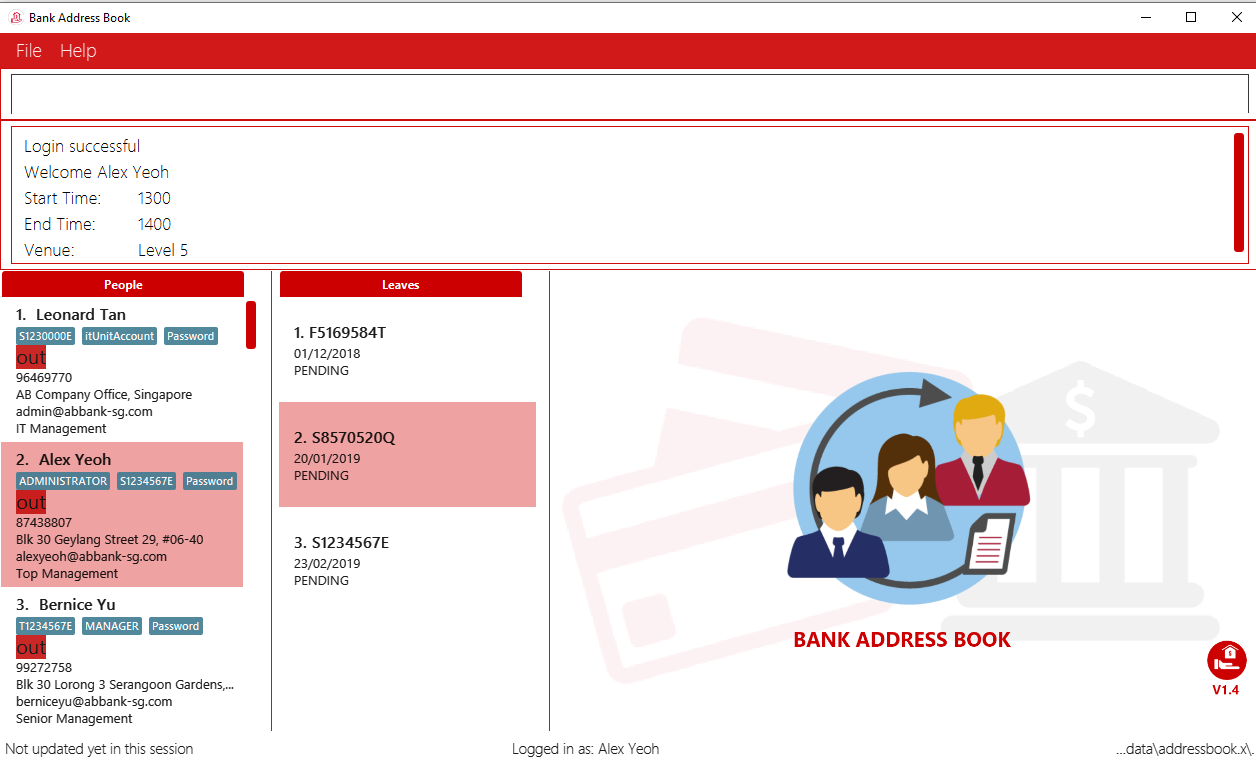 Bank Address Book
File Help
Login successful
Welcome Alex Yeoh
Start Time: 1300
End Time: 1400
Venue: Level 5
People
1. Leonard Tan
S1230000E itUnitAccount Password
out
96469770
AB Company Office, Singapore
admin@abbank-sg.com
IT Management
2. Alex Yeoh
ADMINISTRATOR S1234567E Password
out
87438807
Blk 30 Geylang Street 29, #06-40
alexyeoh@abbank-sg.com
Top Management
3. Bernice Yu
T1234567E MANAGER Password
out
99272758
Blk 30 Lorong 3 Serangoon Gardens,...
berniceyu@abbank-sg.com
Senior Management
Leaves
1. F5169584T
01/12/2018
PENDING
2. S8570520Q
20/01/2019
PENDING
3. S1234567E
23/02/2019
PENDING
$
BANK ADDRESS BOOK
$
V1.4
Not updated yet in this session
Logged in as: Alex Yeoh
...data\addressbook.x\.